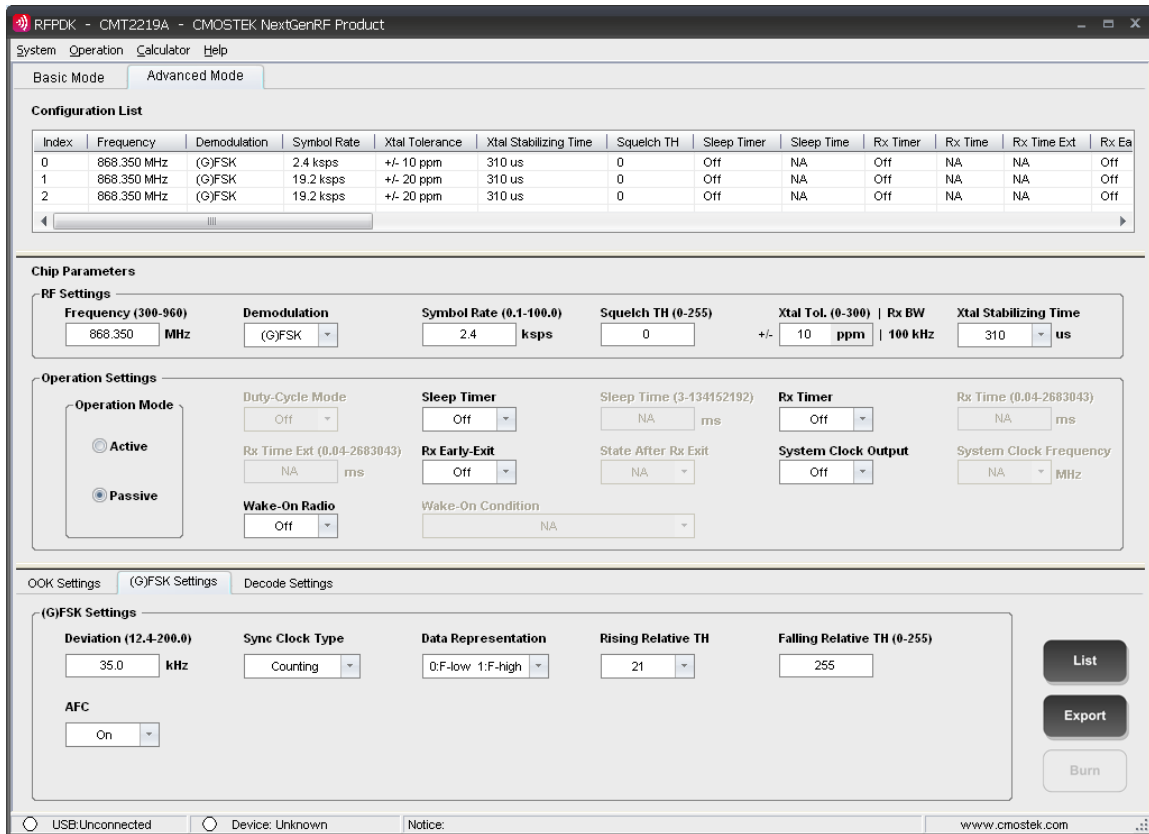 RFPDK - CMT2219A - CMOSTEK NextGenRF Product
System Operation Calculator Help
Basic Mode Advanced Mode
Configuration List
Index Frequency Demodulation Symbol Rate Xtal Tolerance Xtal Stabilizing Time Squelch TH Sleep Timer Sleep Time Rx Timer Rx Time Rx Time Ext Rx Ea
0 868.350 MHz (G)FSK 2.4 ksps +/- 10 ppm 310 us 0 Off NA Off NA NA Off
1 868.350 MHz (G)FSK 19.2 ksps +/- 20 ppm 310 us 0 Off NA Off NA NA Off
2 868.350 MHz (G)FSK 19.2 ksps +/- 20 ppm 310 us 0 Off NA Off NA NA Off
Chip Parameters
RF Settings
Frequency (300-960) Demodulation Symbol Rate (0.1-100.0) Squelch TH (0-255) Xtal Tol. (0-300) | Rx BW Xtal Stabilizing Time
868.350 MHz (G)FSK 2.4 ksps 0 +/- 10 ppm | 100 kHz 310 us
Operation Settings
Operation Mode
Active
Passive
Duty-Cycle Mode Sleep Timer Sleep Time (3-134152192) Rx Timer Rx Time (0.04-2683043)
Off Off NA ms Off NA ms
Rx Time Ext (0.04-2683043) Rx Early-Exit State After Rx Exit System Clock Output System Clock Frequency
NA ms Off NA Off NA MHz
Wake-On Radio Wake-On Condition
Off NA
OOK Settings (G)FSK Settings Decode Settings
(G)FSK Settings
Deviation (12.4-200.0) Sync Clock Type Data Representation Rising Relative TH Falling Relative TH (0-255)
35.0 kHz Counting 0:F-low 1:F-high 21 255
AFC
On
List
Export
Burn
USB:Unconnected Device: Unknown Notice: www.cmostek.com